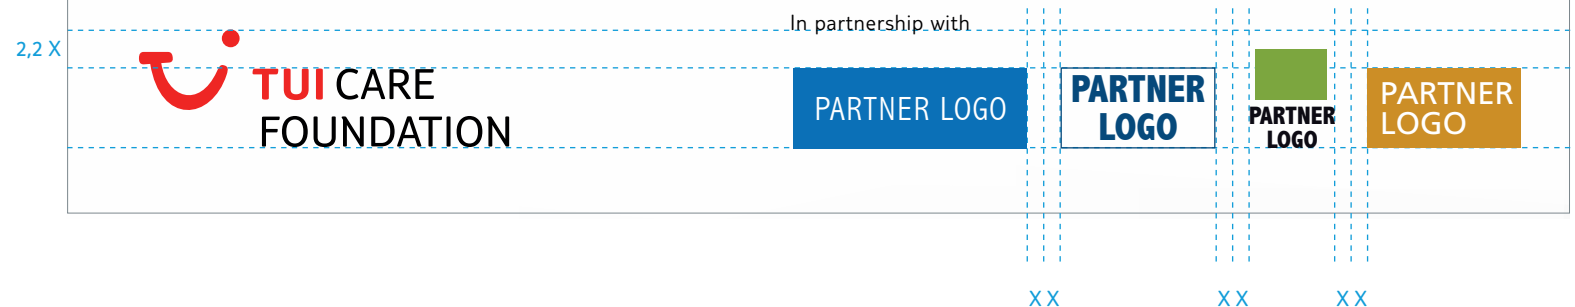 In partnership with
2,2 X
TUI CARE
FOUNDATION
PARTNER LOGO
PARTNER
LOGO
PARTNER
LOGO
PARTNER
LOGO
X X
X X
X X